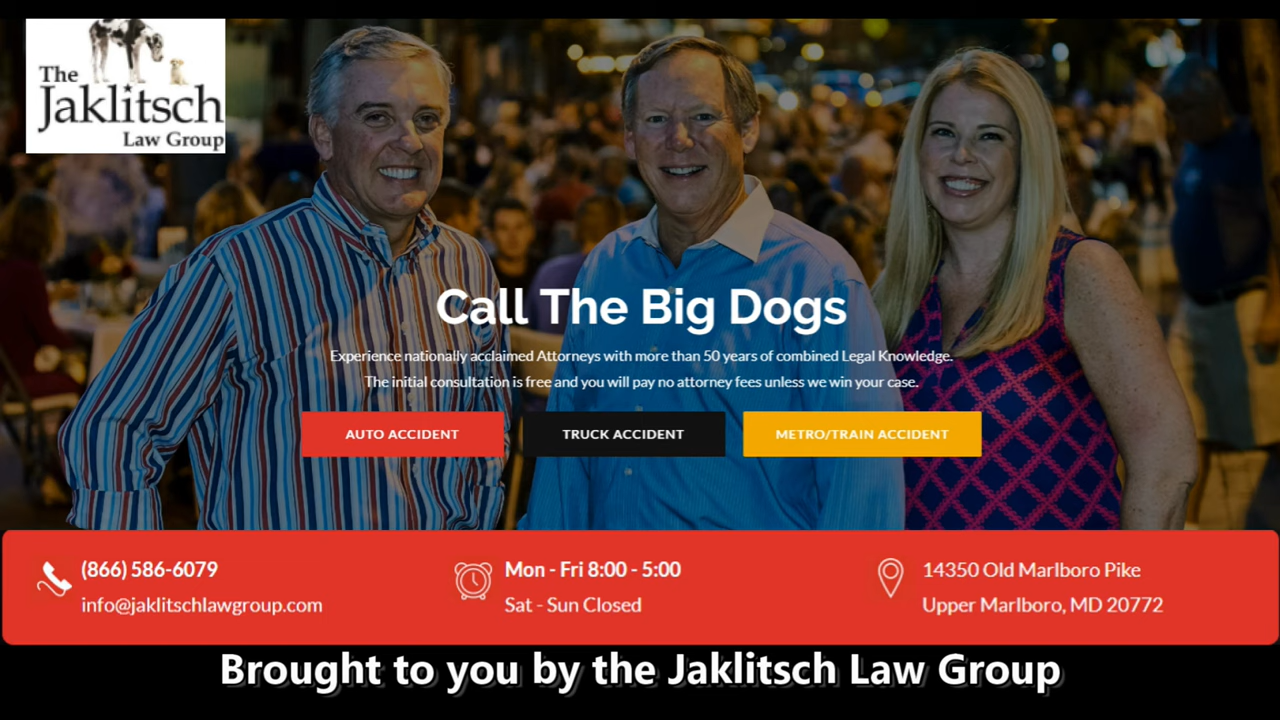 The
Jaklitsch
Law Group
Call The Big Dogs
Experience nationally acclaimed Attorneys with more than 50 years of combined Legal Knowledge.
The initial consultation is free and you will pay no attorney fees unless we win your case.
AUTO ACCIDENT
TRUCK ACCIDENT
METRO/TRAIN ACCIDENT
(866) 586-6079
info@jaklitschlawgroup.com
Mon - Fri 8:00 - 5:00
Sat - Sun Closed
14350 Old Marlboro Pike
Upper Marlboro, MD 20772
Brought to you by the Jaklitsch Law Group